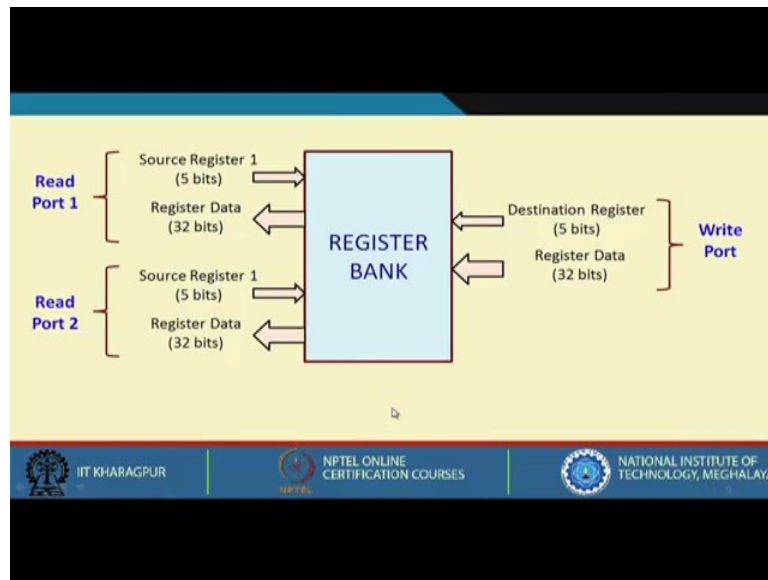 Read
Port 1
Source Register 1
(5 bits)
Register Data
(32 bits)
Read
Port 2
Source Register 1
(5 bits)
Register Data
(32 bits)
REGISTER
BANK
Destination Register
(5 bits)
Register Data
(32 bits)
Write
Port
IIT KHARAGPUR
NPTEL
NPTEL ONLINE
CERTIFICATION COURSES
NATIONAL INSTITUTE OF
TECHNOLOGY, MEGHALAYA